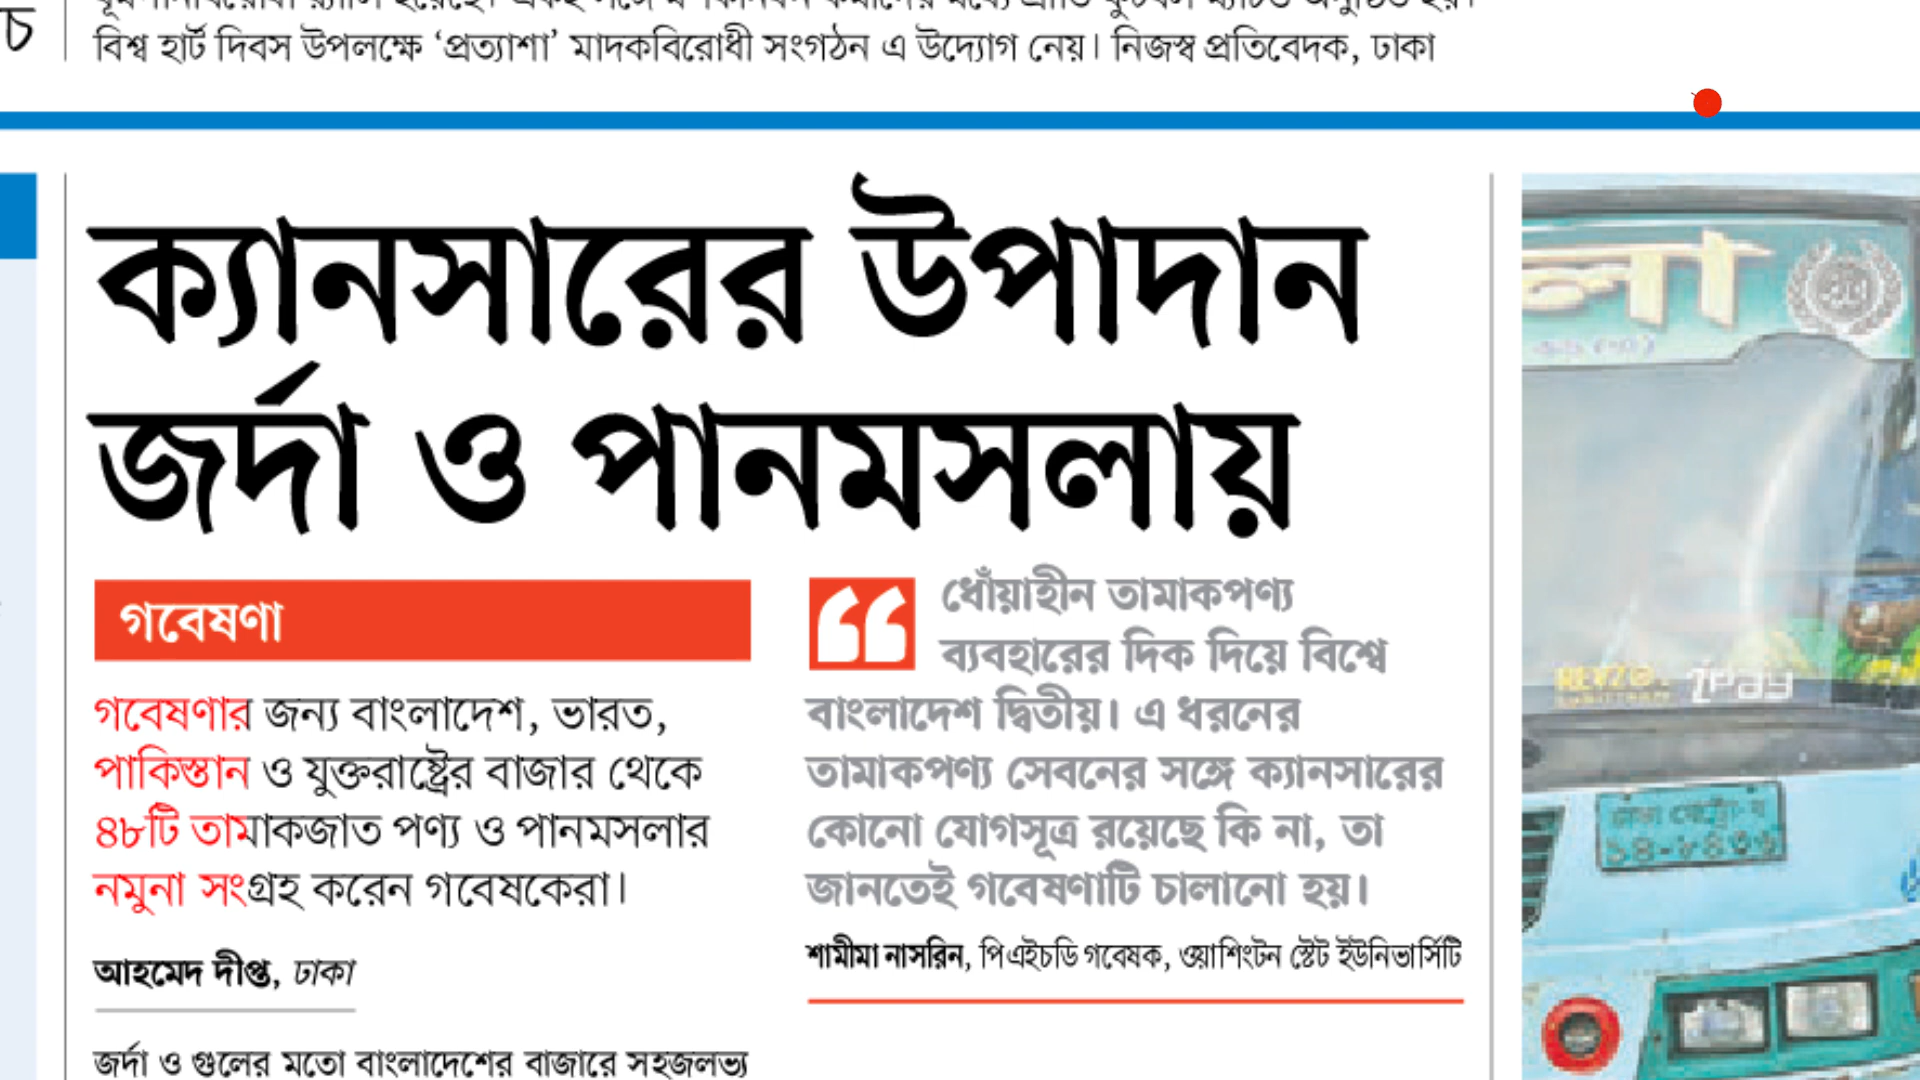 চ
বিশ্ব হার্ট দিবস উপলক্ষে ‘প্রত্যাশা’ মাদকবিরোধী সংগঠন এ উদ্যোগ নেয়। নিজস্ব প্রতিবেদক, ঢাকা
ক্যানসারের উপাদান
জর্দা ও পানমসলায়
গবেষণা
গবেষণার জন্য বাংলাদেশ, ভারত,
পাকিস্তান ও যুক্তরাষ্ট্রের বাজার থেকে
৪৮টি তামাকজাত পণ্য ও পানমসলার
নমুনা সংগ্রহ করেন গবেষকেরা।
আহমেদ দীপ্ত, ঢাকা
জর্দা ও গুলের মতো বাংলাদেশের বাজারে সহজলভ্য
“ ধোঁয়াহীন তামাকপণ্য
ব্যবহারের দিক দিয়ে বিশ্বে
বাংলাদেশ দ্বিতীয়। এ ধরনের
তামাকপণ্য সেবনের সঙ্গে ক্যানসারের
কোনো যোগসূত্র রয়েছে কি না, তা
জানতেই গবেষণাটি চালানো হয়।
শামীমা নাসরিন, পিএইচডি গবেষক, ওয়াশিংটন স্টেট ইউনিভার্সিটি